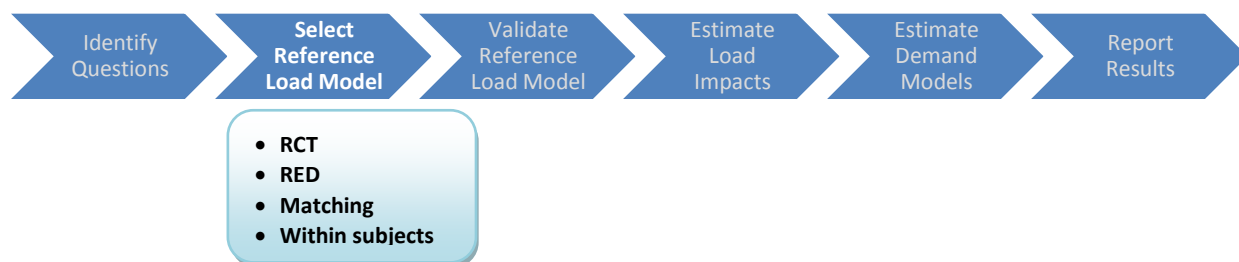 Identify
Questions
Select
Reference
Load Model
Validate
Reference
Load Model
Estimate
Load
Impacts
Estimate
Demand
Models
Report
Results
• RCT
• RED
• Matching
• Within subjects